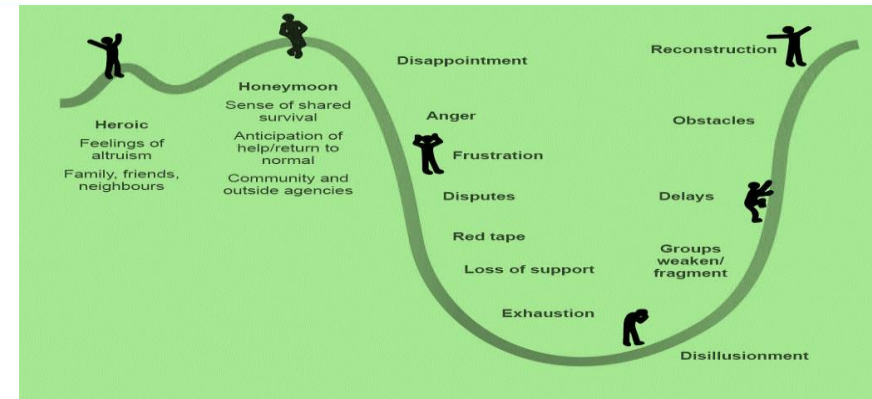 Heroic
Feelings of
altruism
Family, friends,
neighbours
Honeymoon
Sense of shared
survival
Anticipation of
help/return to
normal
Community and
outside agencies
Disappointment
Anger
Frustration
Disputes
Red tape
Loss of support
Exhaustion
Disillusionment
Groups
weaken/
fragment
Delays
Obstacles
Reconstruction